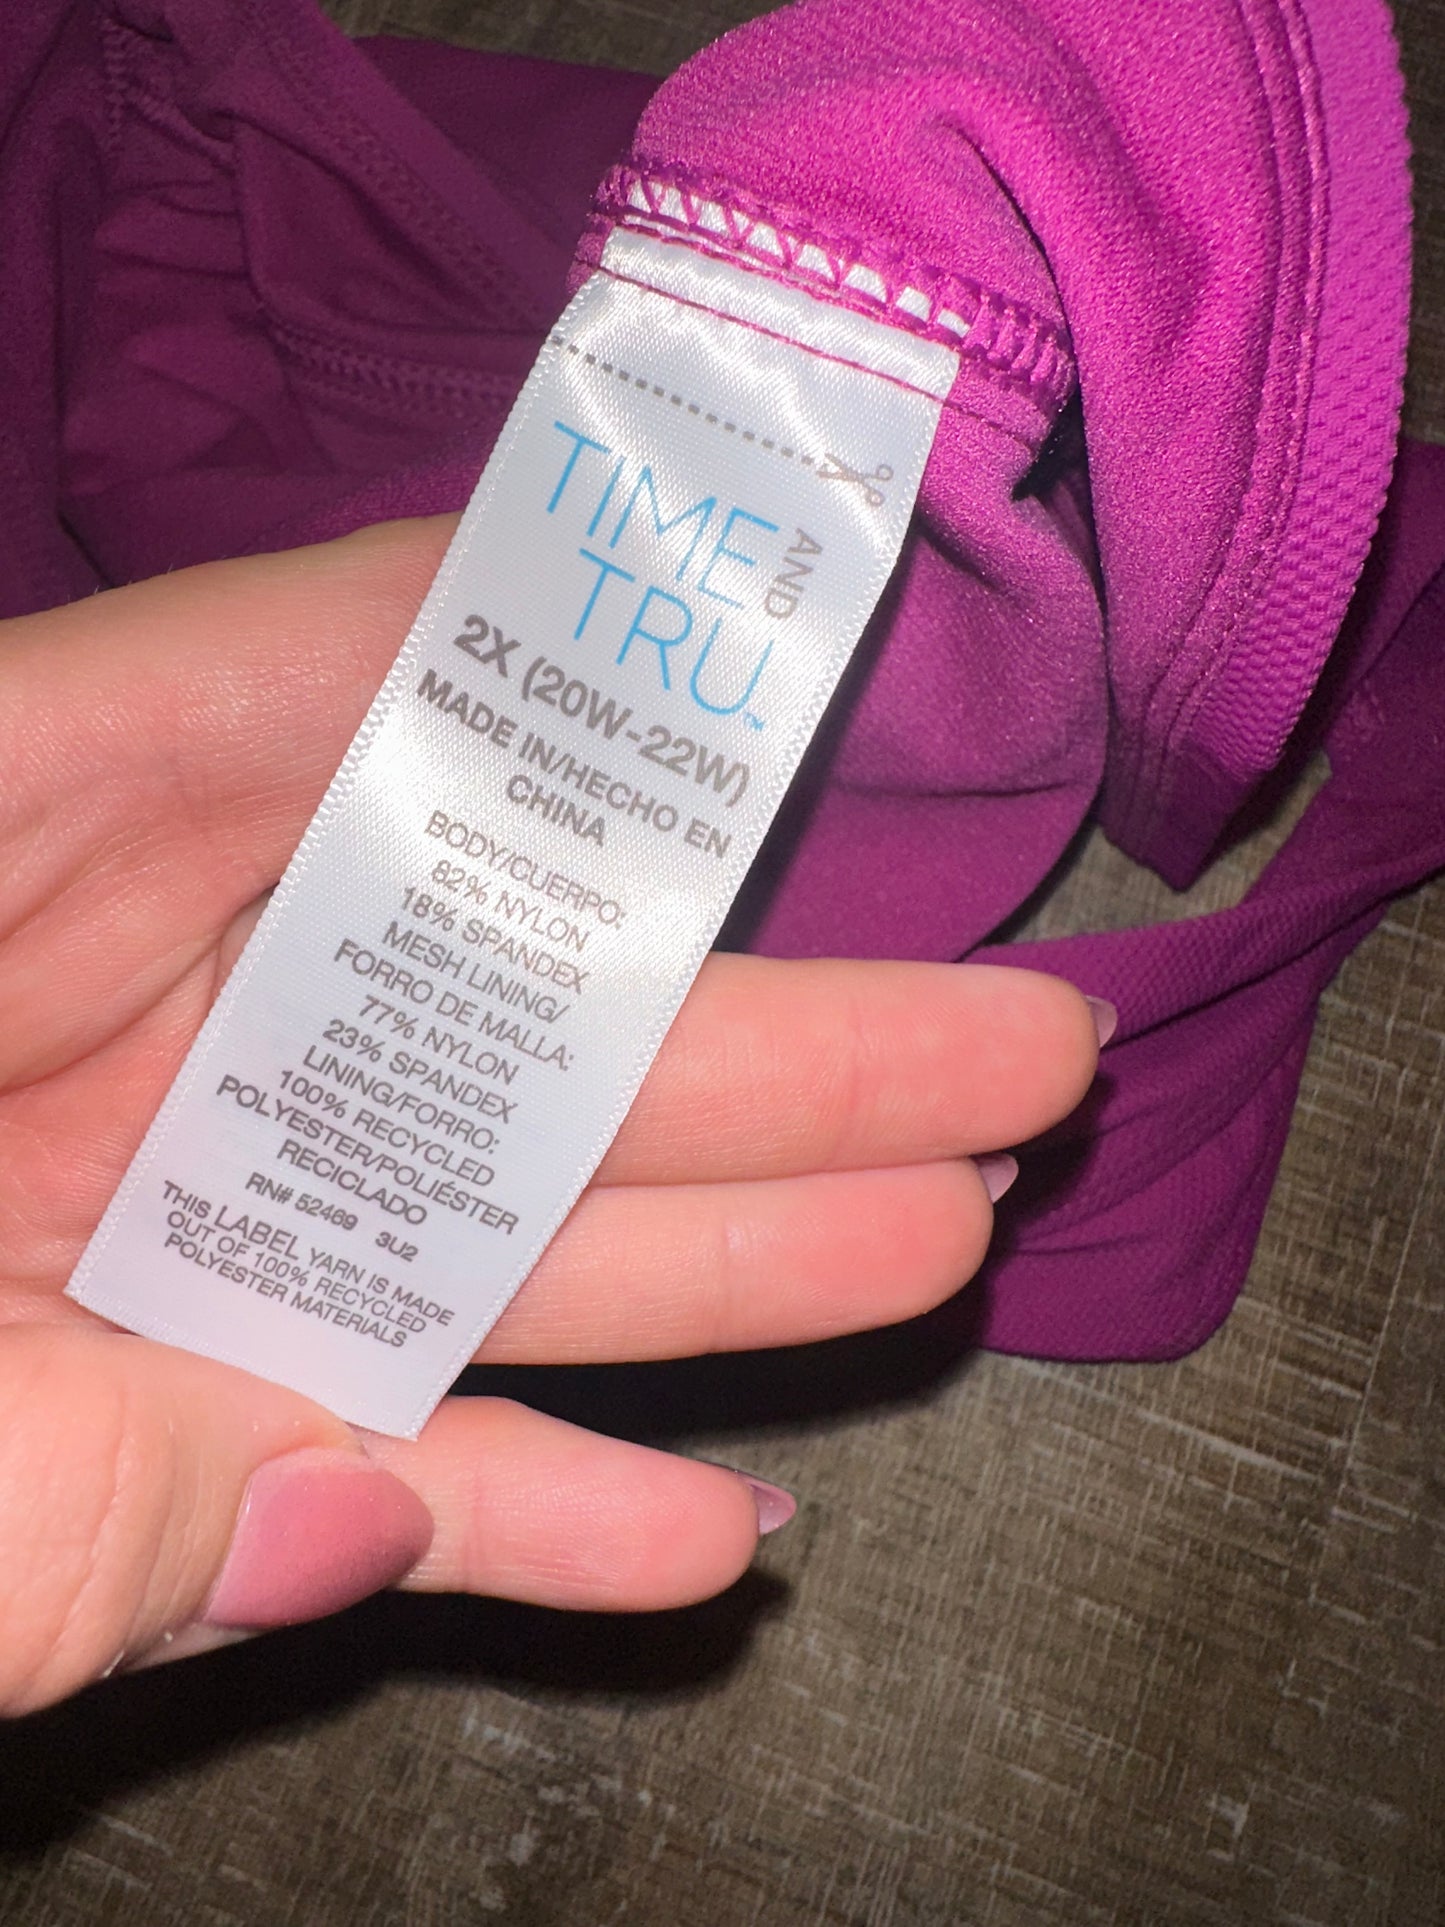 TIME AND
TRU™
2X (20W-22W)
MADE IN/HECHO EN
CHINA
BODY/CUERPO:
82% NYLON
18% SPANDEX
MESH LINING/
FORRO DE MALLA:
77% NYLON
23% SPANDEX
LINING/FORRO:
100% RECYCLED
POLYESTER/POLIÉSTER
RECICLADO
RN# 52469 3U2
THIS LABEL YARN IS MADE
OUT OF 100% RECYCLED
POLYESTER MATERIALS